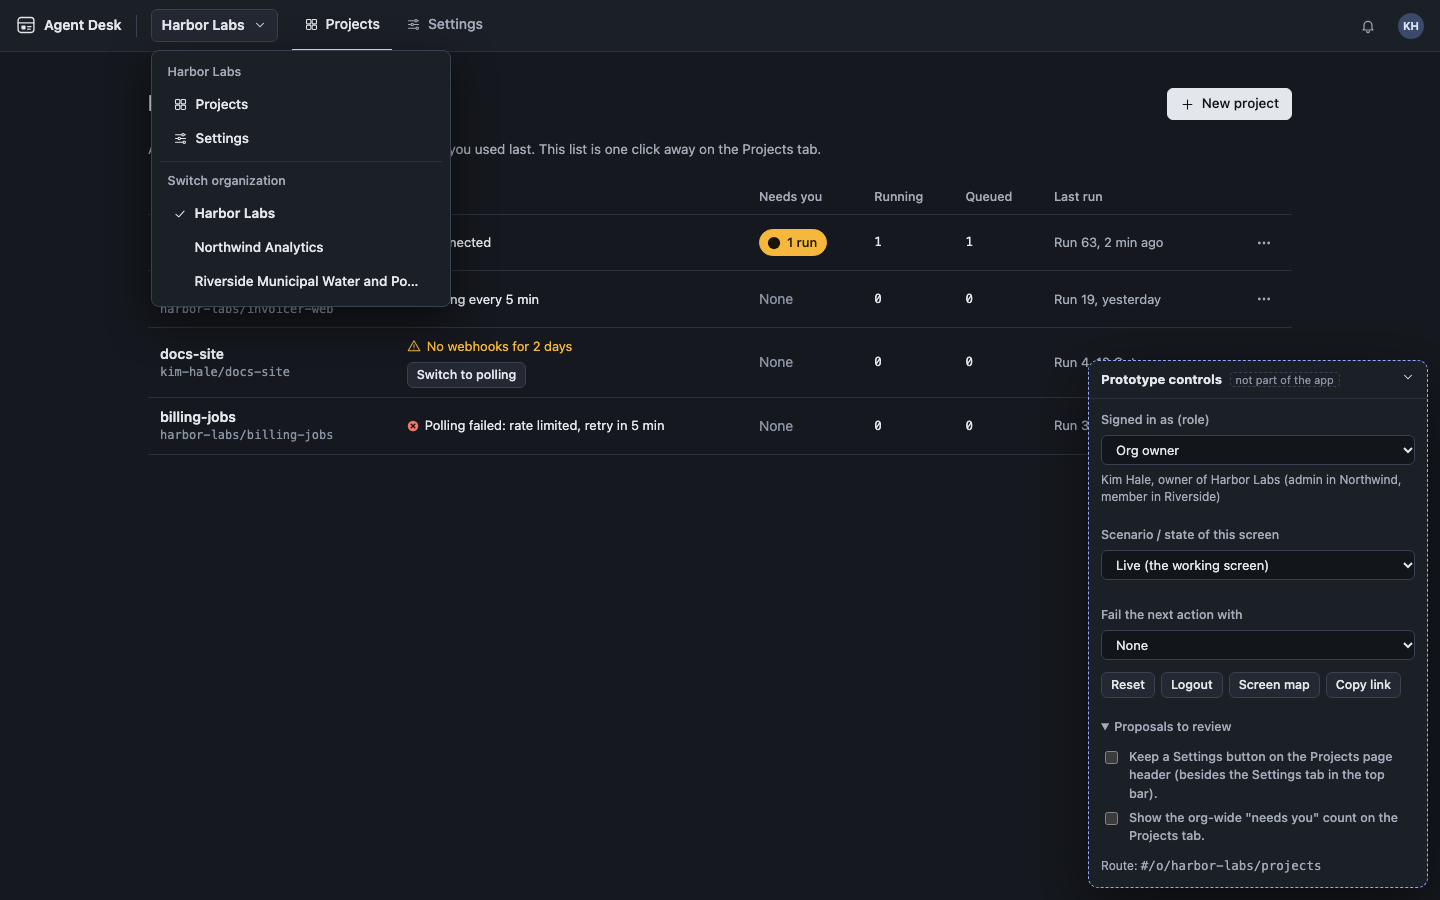 Agent Desk
Harbor Labs
Projects
Settings
KH
Harbor Labs
Projects
Settings
Switch organization
Harbor Labs
Northwind Analytics
Riverside Municipal Water and Po...
New project
you used last. This list is one click away on the Projects tab.
Needs you
Running
Queued
Last run
1 run
1
1
Run 63, 2 min ago
harbor-labs/invoicer-web
every 5 min
None
0
0
Run 19, yesterday
docs-site
kim-hale/docs-site
No webhooks for 2 days
Switch to polling
None
0
0
Run 4
billing-jobs
harbor-labs/billing-jobs
Polling failed: rate limited, retry in 5 min
None
0
0
Run 3
Prototype controls
not part of the app
Signed in as (role)
Org owner
Kim Hale, owner of Harbor Labs (admin in Northwind,
member in Riverside)
Scenario / state of this screen
Live (the working screen)
Fail the next action with
None
Reset
Logout
Screen map
Copy link
Proposals to review
Keep a Settings button on the Projects page
header (besides the Settings tab in the top
bar).
Show the org-wide "needs you" count on the
Projects tab.
Route: #/o/harbor-labs/projects